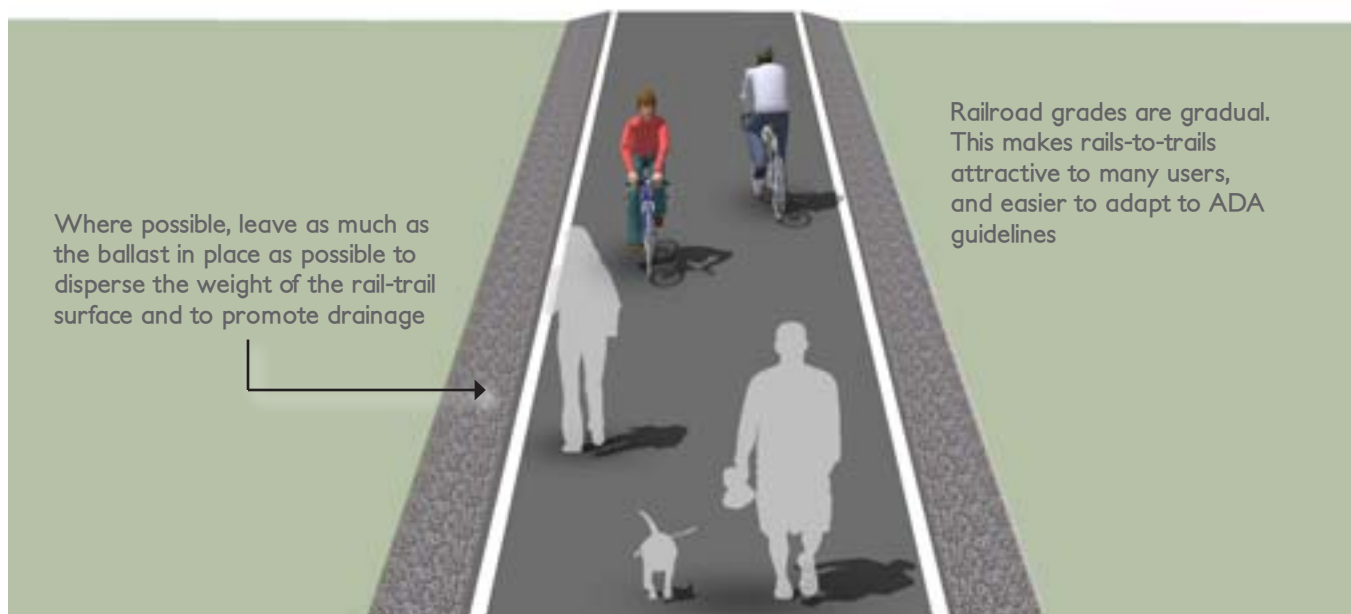 Where possible, leave as much as
the ballast in place as possible to
disperse the weight of the rail-trail
surface and to promote drainage
Railroad grades are gradual.
This makes rails-to-trails
attractive to many users,
and easier to adapt to ADA
guidelines